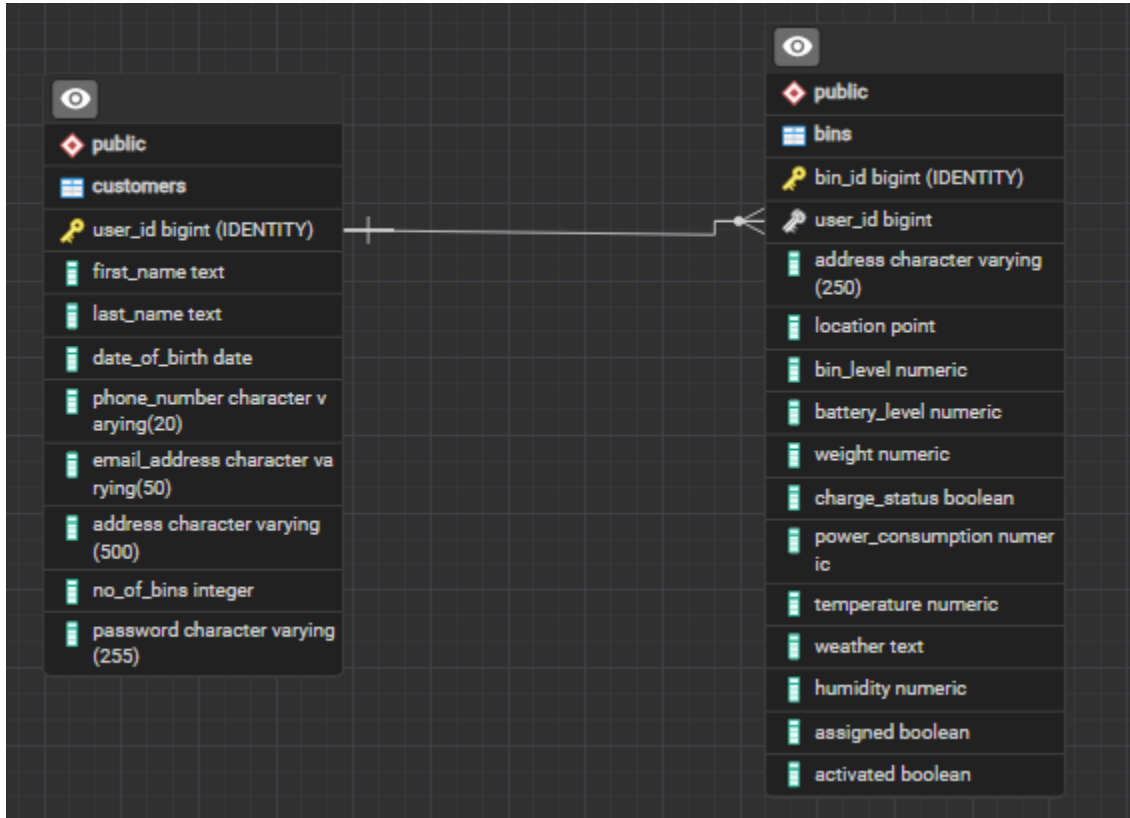 public
customers
user_id bigint (IDENTITY)
first_name text
last_name text
date_of_birth date
phone_number character v
arying(20)
email_address character va
rying(50)
address character varying
(500)
no_of_bins integer
password character varying
(255)
public
bins
bin_id bigint (IDENTITY)
user_id bigint
address character varying
(250)
location point
bin_level numeric
battery_level numeric
weight numeric
charge_status boolean
power_consumption numer
ic
temperature numeric
weather text
humidity numeric
assigned boolean
activated boolean